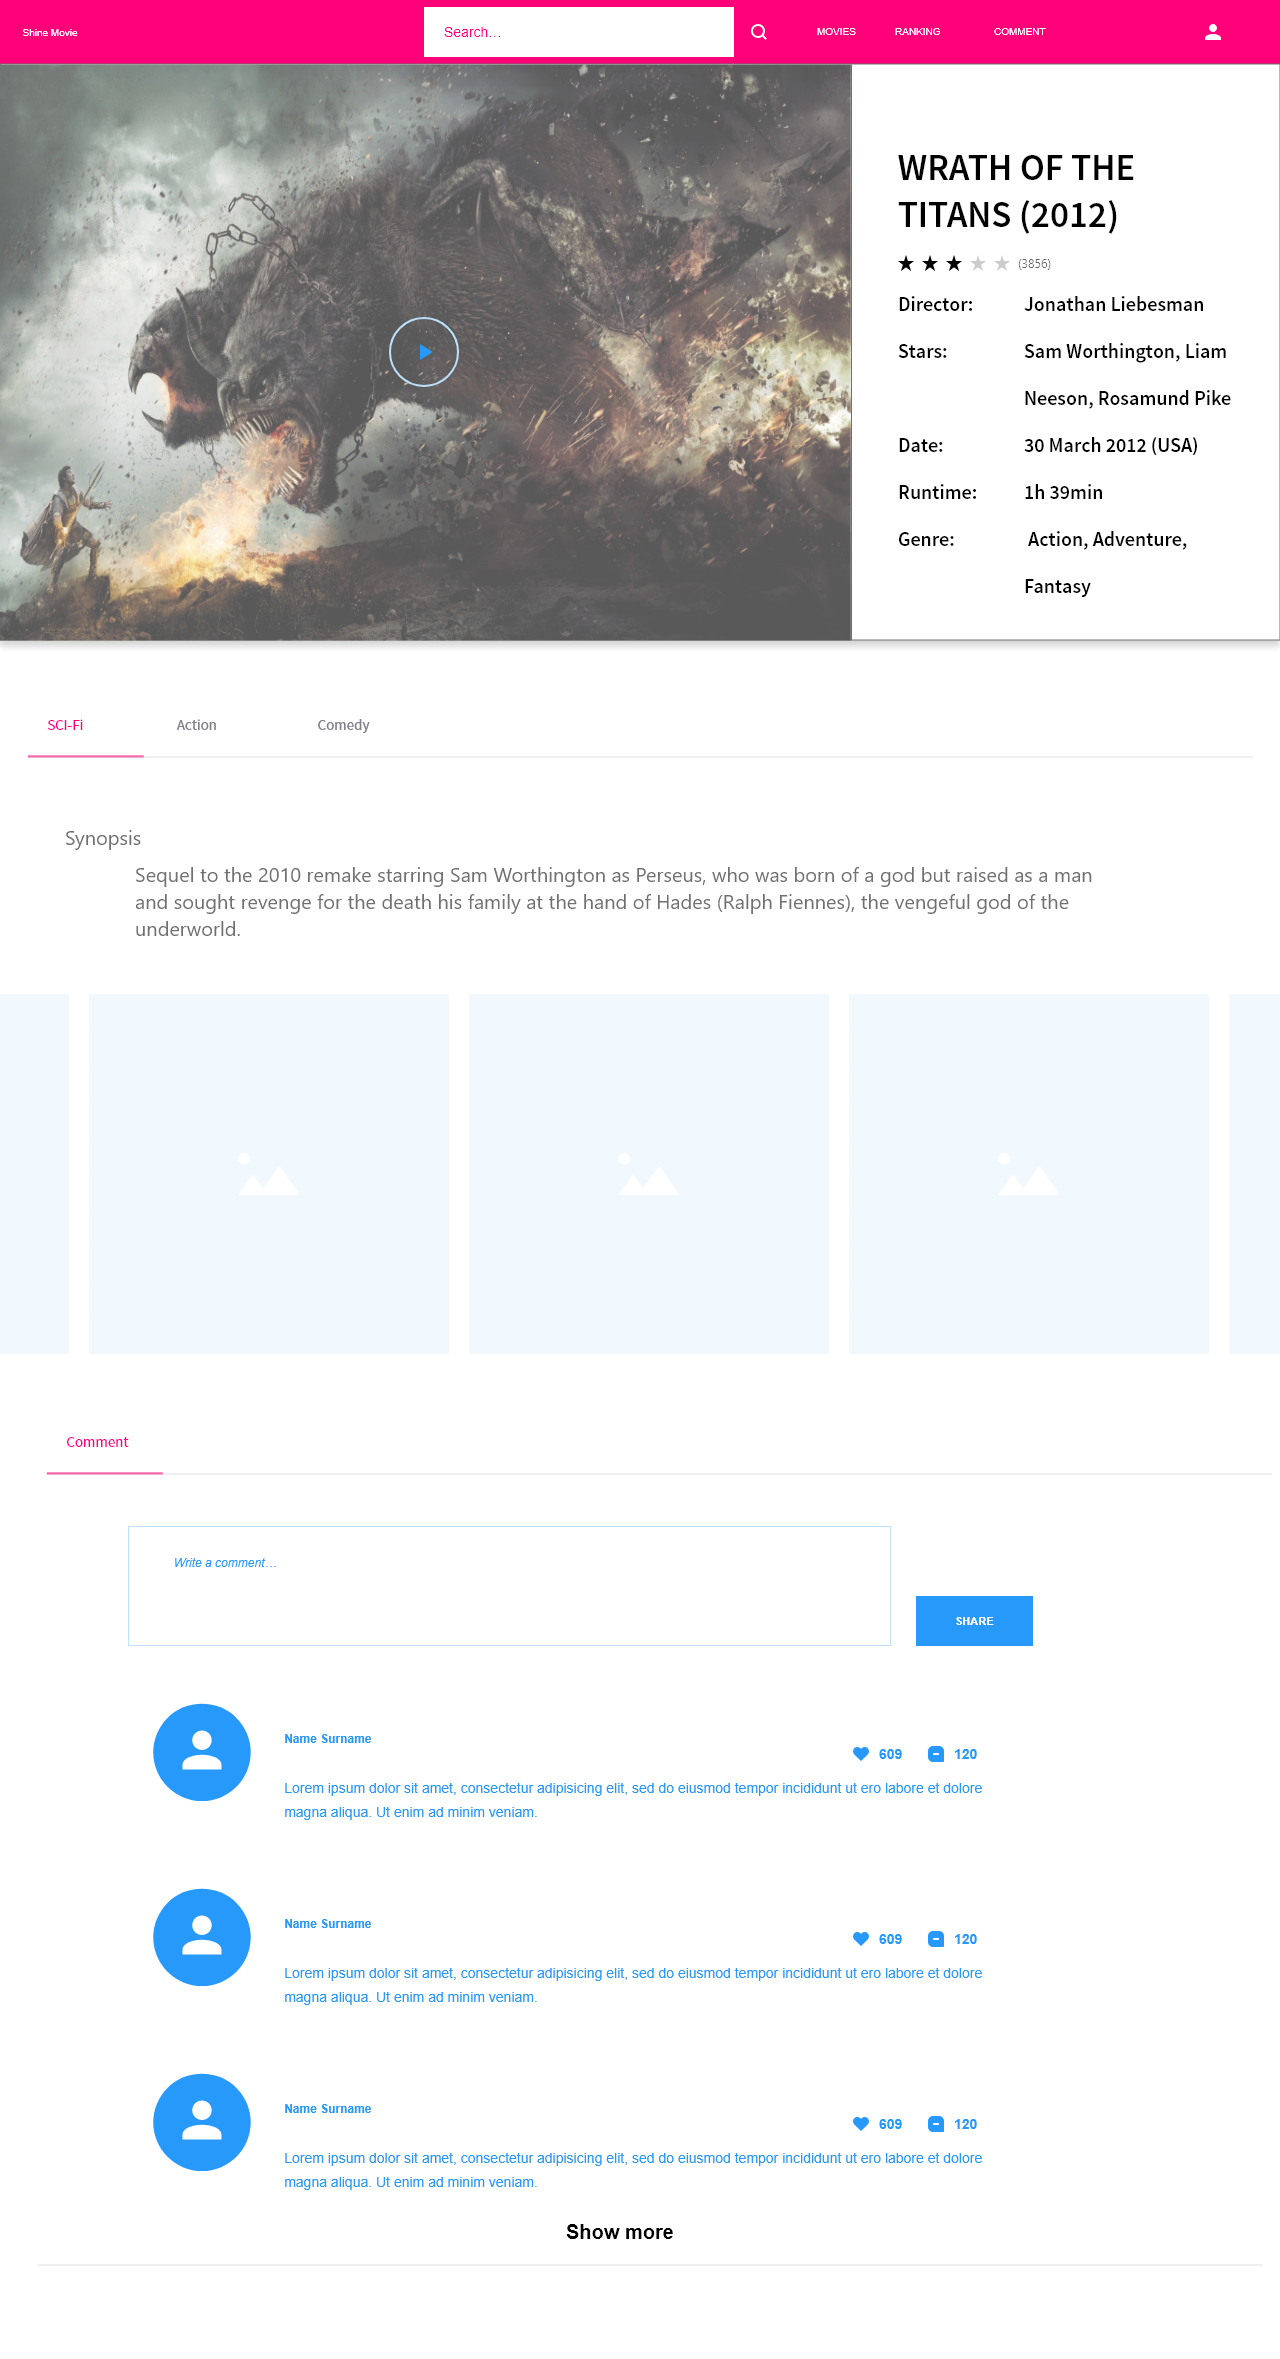 Shine Movie
Search...
MOVIES
RANKING
COMMENT
WRATH OF THE
TITANS (2012)
(3856)
Director: Jonathan Liebesman
Stars: Sam Worthington, Liam
Neeson, Rosamund Pike
Date: 30 March 2012 (USA)
Runtime: 1h 39min
Genre: Action, Adventure,
Fantasy
SCI-Fi
Action
Comedy
Synopsis
Sequel to the 2010 remake starring Sam Worthington as Perseus, who was born of a god but raised as a man
and sought revenge for the death his family at the hand of Hades (Ralph Fiennes), the vengeful god of the
underworld.
Comment
Write a comment...
SHARE
Name Surname
609 120
Lorem ipsum dolor sit amet, consectetur adipisicing elit, sed do eiusmod tempor incididunt ut ero labore et dolore
magna aliqua. Ut enim ad minim veniam.
Name Surname
609 120
Lorem ipsum dolor sit amet, consectetur adipisicing elit, sed do eiusmod tempor incididunt ut ero labore et dolore
magna aliqua. Ut enim ad minim veniam.
Name Surname
609 120
Lorem ipsum dolor sit amet, consectetur adipisicing elit, sed do eiusmod tempor incididunt ut ero labore et dolore
magna aliqua. Ut enim ad minim veniam.
Show more